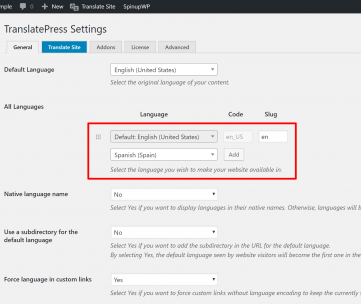 mple 0 + New Translate Site SpinupWP
TranslatePress Settings
General Translate Site Addons License Advanced
Default Language English (United States)
Select the original language of your content.
All Languages
Language Code Slug
Default: English (United States) en_US en
Spanish (Spain) Add
Select the language you wish to make your website available in.
Native language name No
Select Yes if you want to display languages in their native names. Otherwise, languages will b
Use a subdirectory for the default language No
Select Yes if you want to add the subdirectory in the URL for the default language.
By selecting Yes, the default language seen by website visitors will become the first one in the
Force language in custom links Yes
Select Yes if you want to force custom links without language encoding to keep the currently s